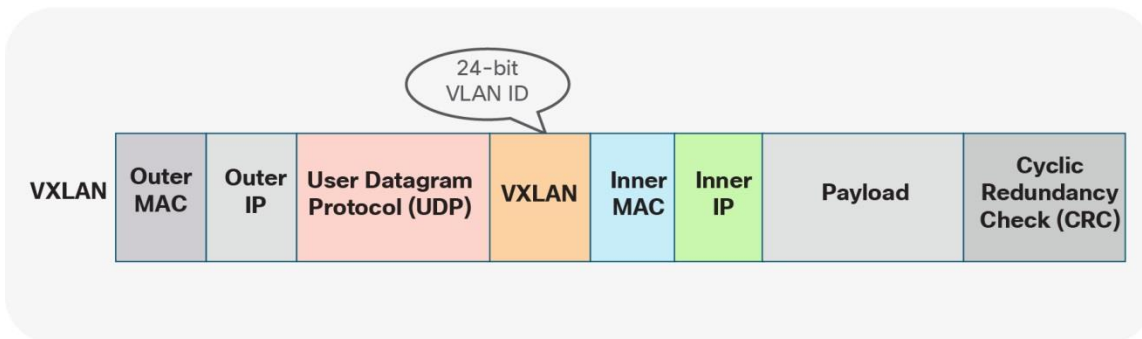 24-bit
VLAN ID
VXLAN
Outer
MAC
Outer
IP
User Datagram
Protocol (UDP)
VXLAN
Inner
MAC
Inner
IP
Payload
Cyclic
Redundancy
Check (CRC)